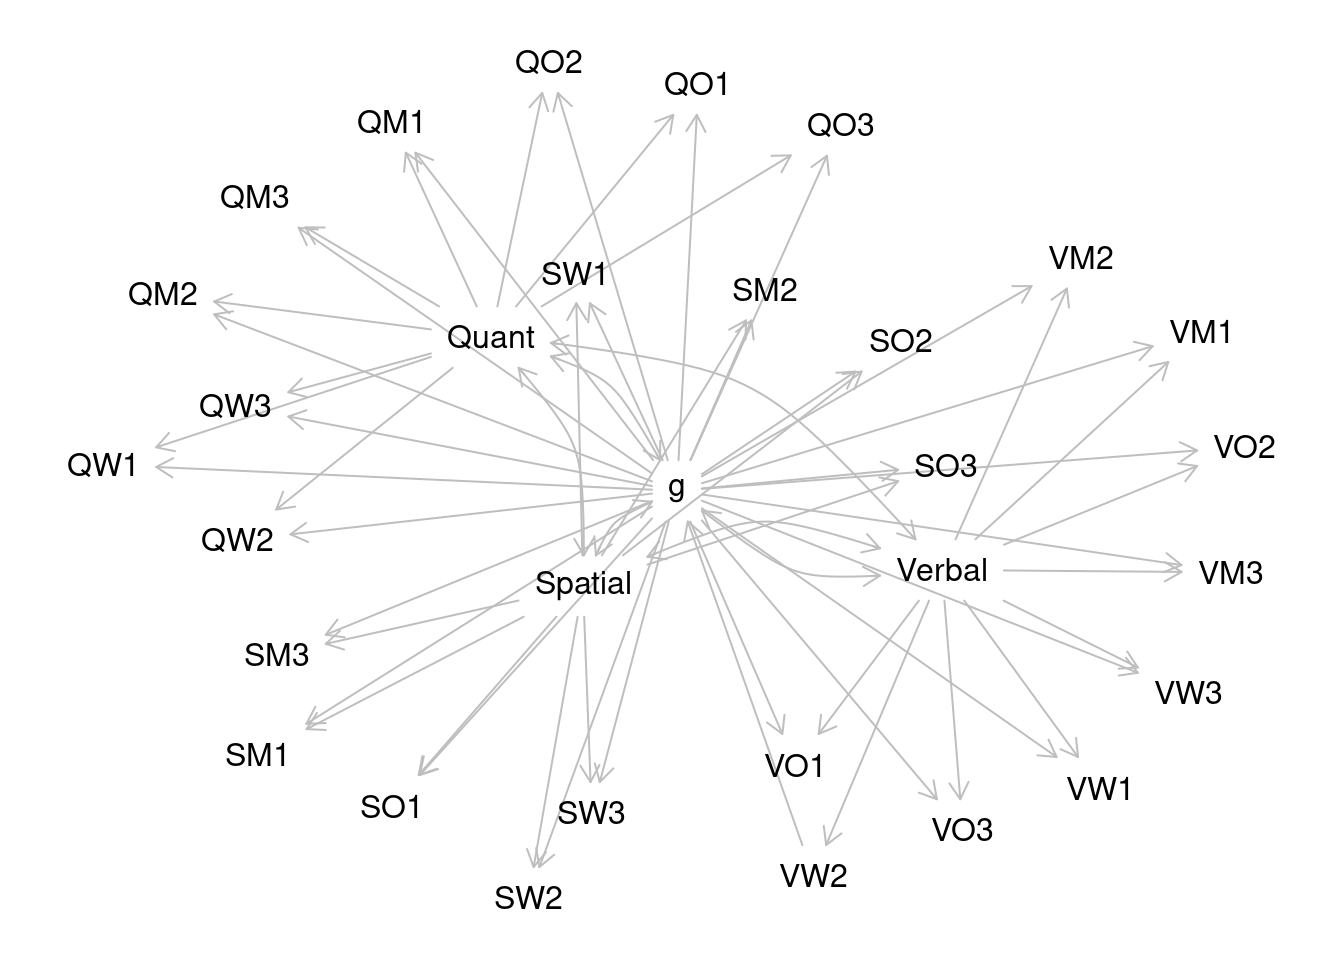 QO2
QO1
QM1
QO3
QM3
VM2
SW1
SM2
QM2
VM1
Quant
SO2
QW3
VO2
QW1
SO3
g
QW2
Verbal
VM3
Spatial
SM3
VW3
SM1
VO1
VW1
SO1
SW3
VO3
VW2
SW2